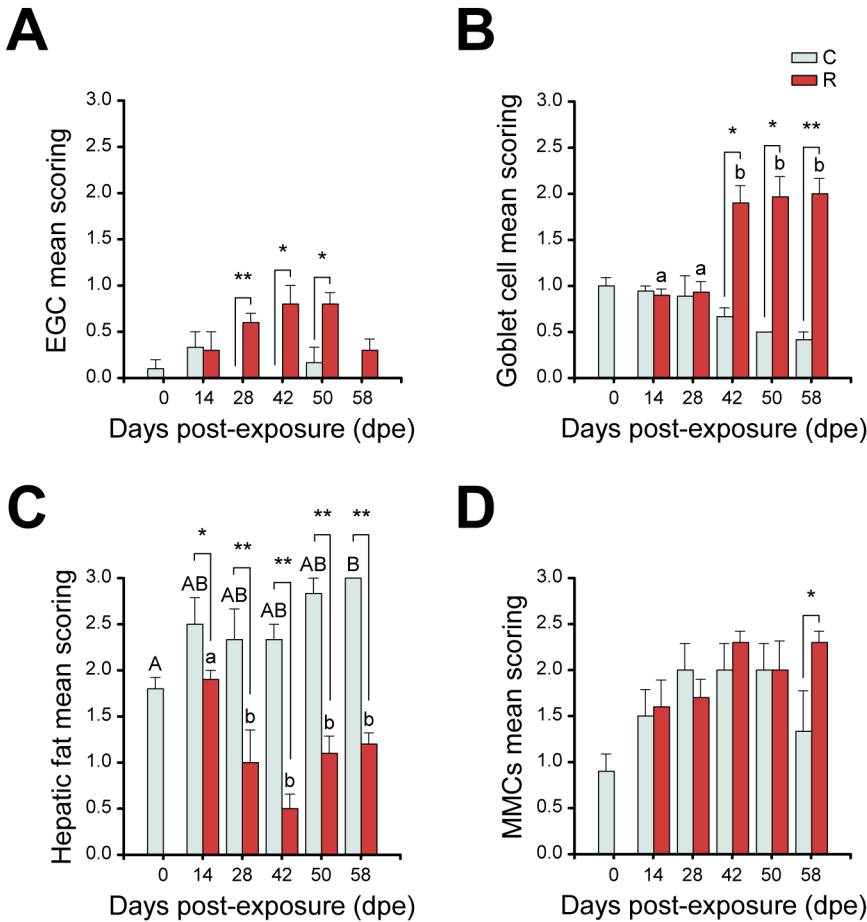 A
EGC mean scoring
3.0
2.5
2.0
1.5
1.0
0.5
0.0
**
*
*
0 14 28 42 50 58
Days post-exposure (dpe)
B
C
R
Goblet cell mean scoring
3.0
2.5
2.0
1.5
1.0
0.5
0.0
* * **
a a b b b
0 14 28 42 50 58
Days post-exposure (dpe)
C
Hepatic fat mean scoring
3.0
2.5
2.0
1.5
1.0
0.5
0.0
* ** ** ** **
A AB AB AB AB B
a b b b b
0 14 28 42 50 58
Days post-exposure (dpe)
D
MMCs mean scoring
3.0
2.5
2.0
1.5
1.0
0.5
0.0
*
0 14 28 42 50 58
Days post-exposure (dpe)